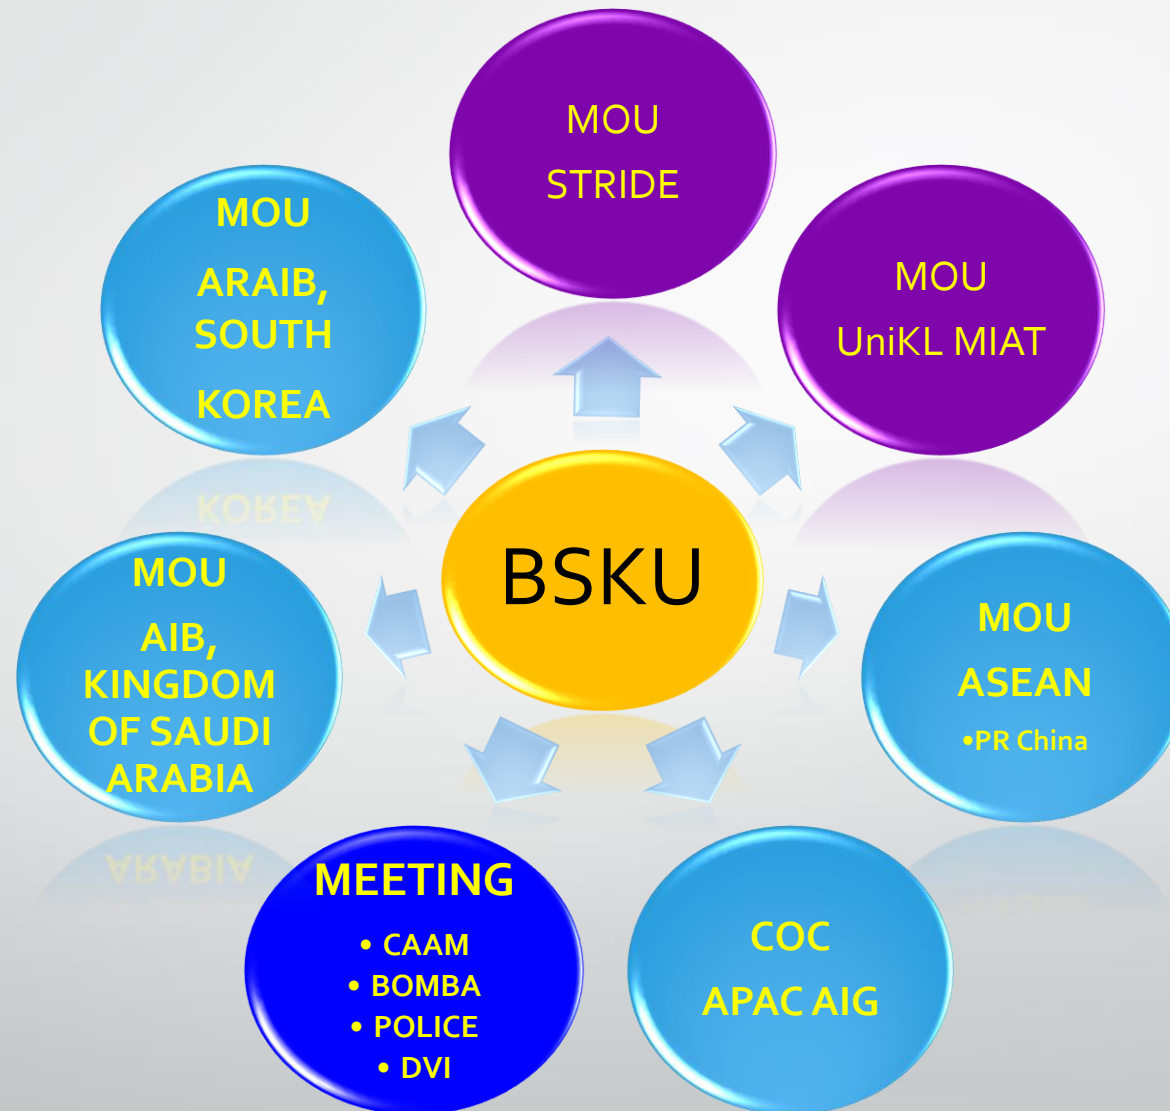 MOU
STRIDE
MOU
UniKL MIAT
MOU
ASEAN
•PR China
COC
APAC AIG
MEETING
• CAAM
• BOMBA
• POLICE
• DVI
MOU
AIB,
KINGDOM
OF SAUDI
ARABIA
MOU
ARAIB,
SOUTH
KOREA
BSKU